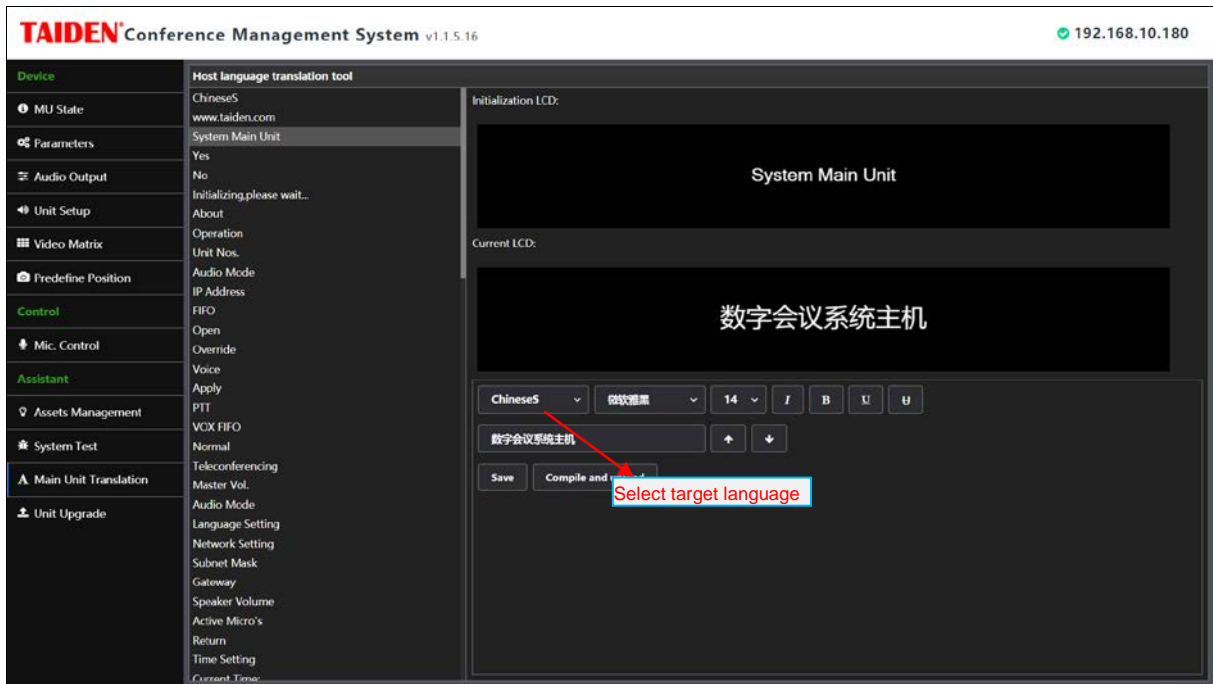 TAIDEN® Conference Management System v1.1.5.16
192.168.10.180
Device
MU State
Parameters
Audio Output
Unit Setup
Video Matrix
Predefine Position
Control
Mic. Control
Assistant
Assets Management
System Test
Main Unit Translation
Unit Upgrade
Host language translation tool
ChineseS
www.taiden.com
System Main Unit
Yes
No
Initializing,please wait...
About
Operation
Unit Nos.
Audio Mode
IP Address
FIFO
Open
Override
Voice
Apply
PTT
VOX FIFO
Normal
Teleconferencing
Master Vol.
Audio Mode
Language Setting
Network Setting
Subnet Mask
Gateway
Speaker Volume
Active Micro's
Return
Time Setting
Current Time:
Initialization LCD:
System Main Unit
Current LCD:
数字会议系统主机
ChineseS 微软雅黑 14 I B U U
数字会议系统主机
Save Compile and
Select target language